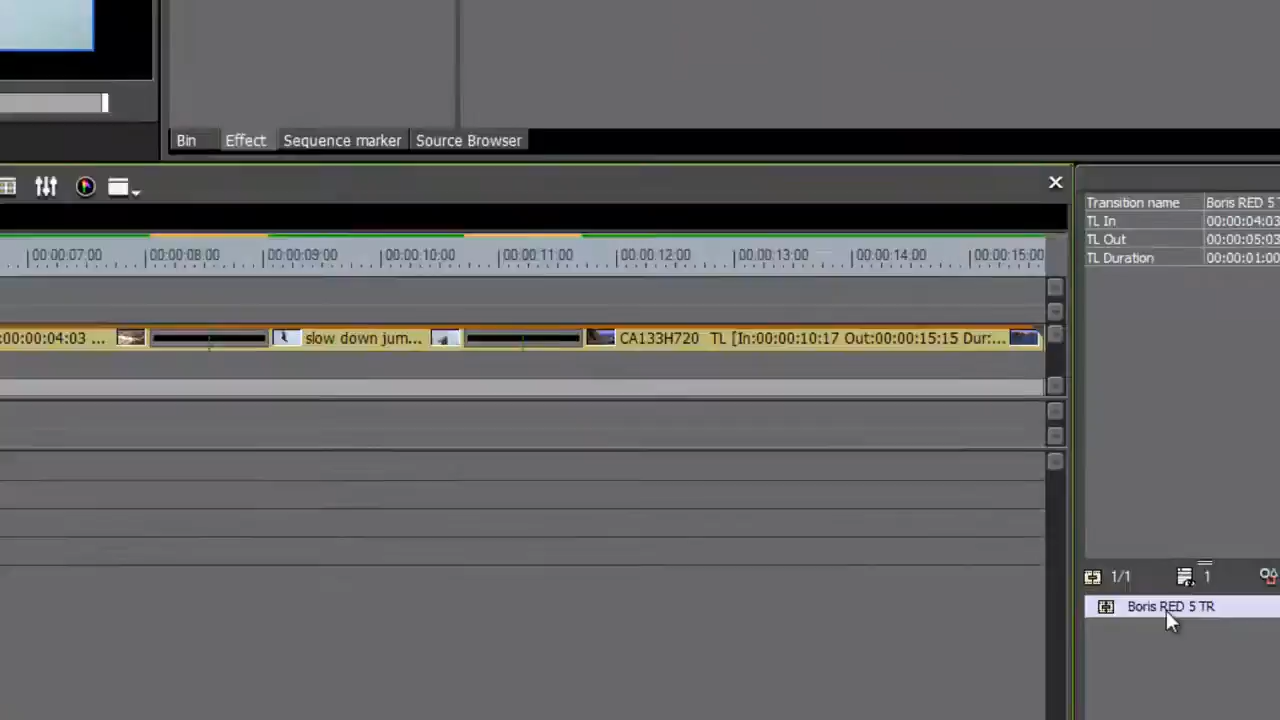 Bin Effect Sequence marker Source Browser
Transition name Boris RED 5
TL In 00:00:04:03
TL Out 00:00:05:03
TL Duration 00:00:01:00
00:00:07:00 00:00:08:00 00:00:09:00 00:00:10:00 00:00:11:00 00:00:12:00 00:00:13:00 00:00:14:00 00:00:15:00
:00:00:04:03 ... slow down jum... CA133H720 TL [In:00:00:10:17 Out:00:00:15:15 Dur:...
1/1 1
Boris RED 5 TR